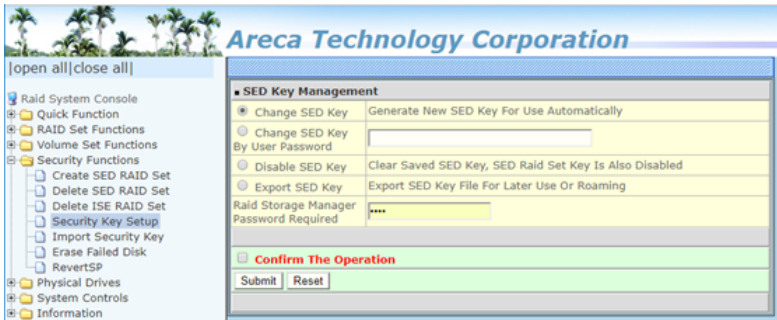 Areca Technology Corporation
|open all|close all|
Raid System Console
Quick Function
RAID Set Functions
Volume Set Functions
Security Functions
Create SED RAID Set
Delete SED RAID Set
Delete ISE RAID Set
Security Key Setup
Import Security Key
Erase Failed Disk
RevertSP
Physical Drives
System Controls
Information
SED Key Management
Change SED Key Generate New SED Key For Use Automatically
Change SED Key
By User Password
Disable SED Key Clear Saved SED Key, SED Raid Set Key Is Also Disabled
Export SED Key Export SED Key File For Later Use Or Roaming
Raid Storage Manager
Password Required ••••
Confirm The Operation
Submit Reset